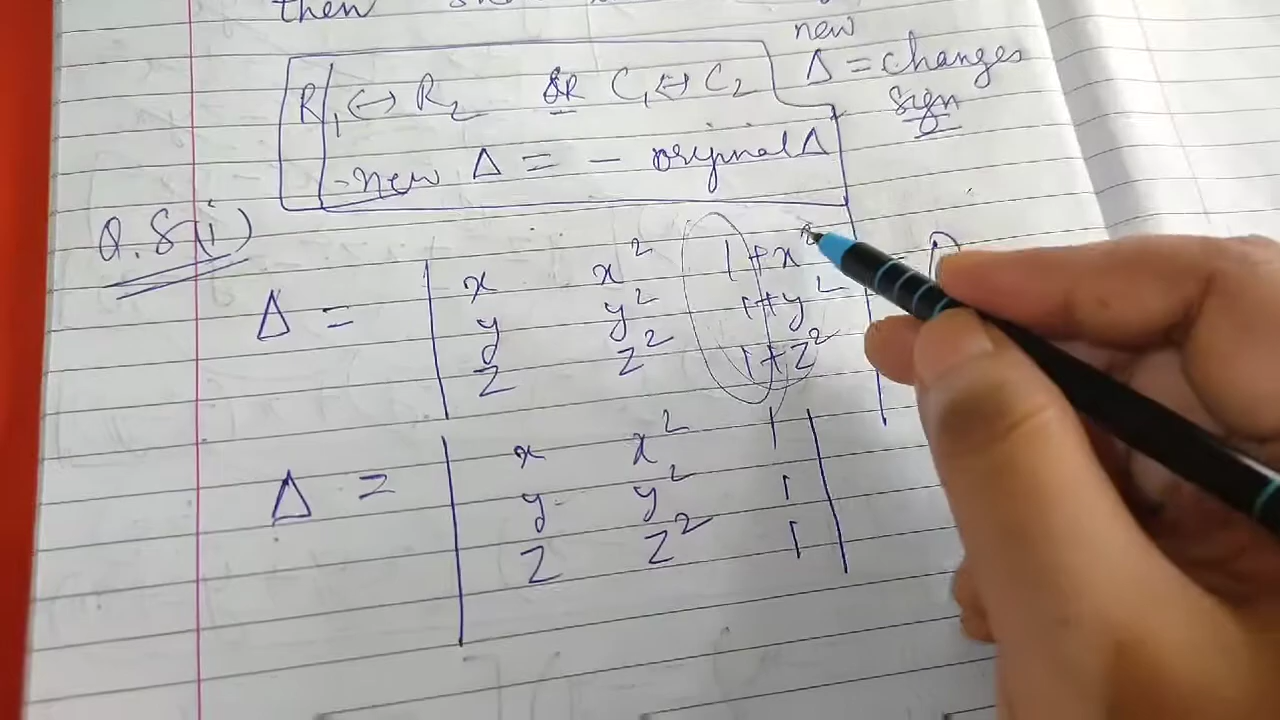 then
new
R₁ ↔ R₂ OR C₁ ↔ C₂ Δ = changes
sign
-new Δ = - original Δ
Q.8(i)
x x² 1+x²
Δ = y y² 1+y²
z z² 1+z²
x x² 1
Δ = y y² 1
z z² 1